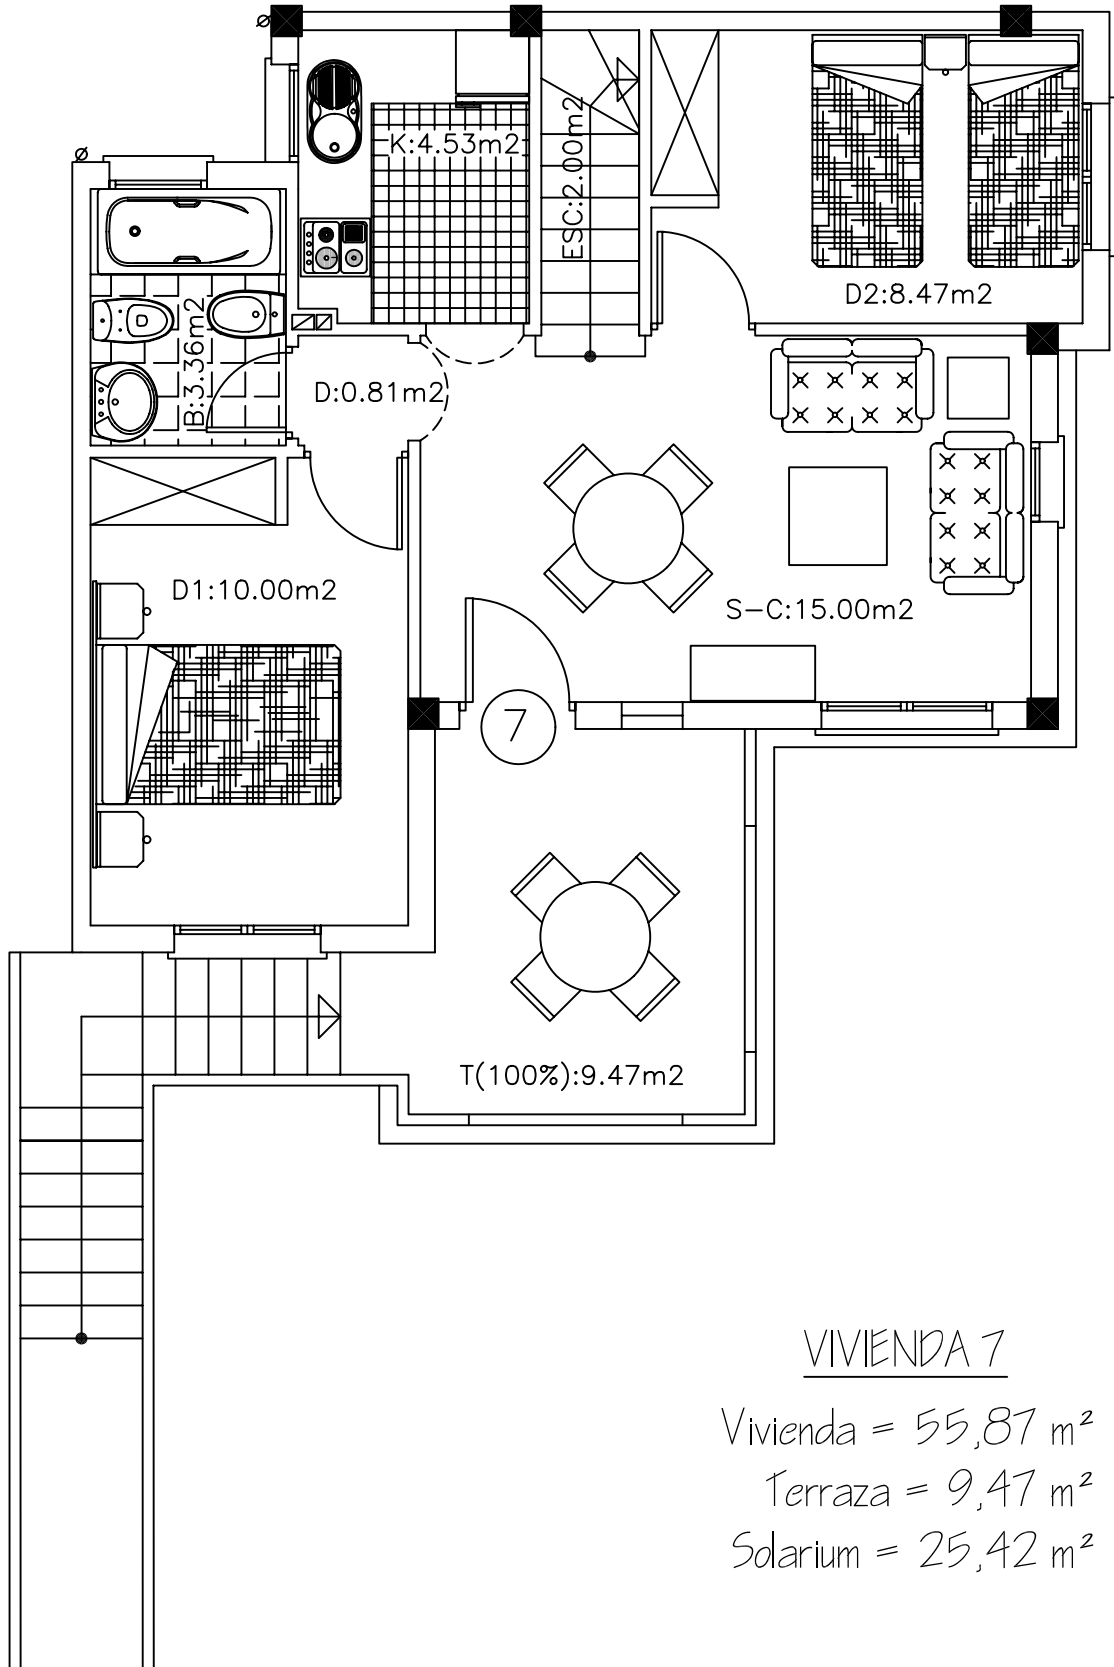 K:4.53m2
ESC:2.00m2
D2:8.47m2
B:3.36m2
D:0.81m2
D1:10.00m2
S-C:15.00m2
7
T(100%):9.47m2
VIVIENDA 7
Vivienda = 55,87 m²
Terraza = 9,47 m²
Solarium = 25,42 m²